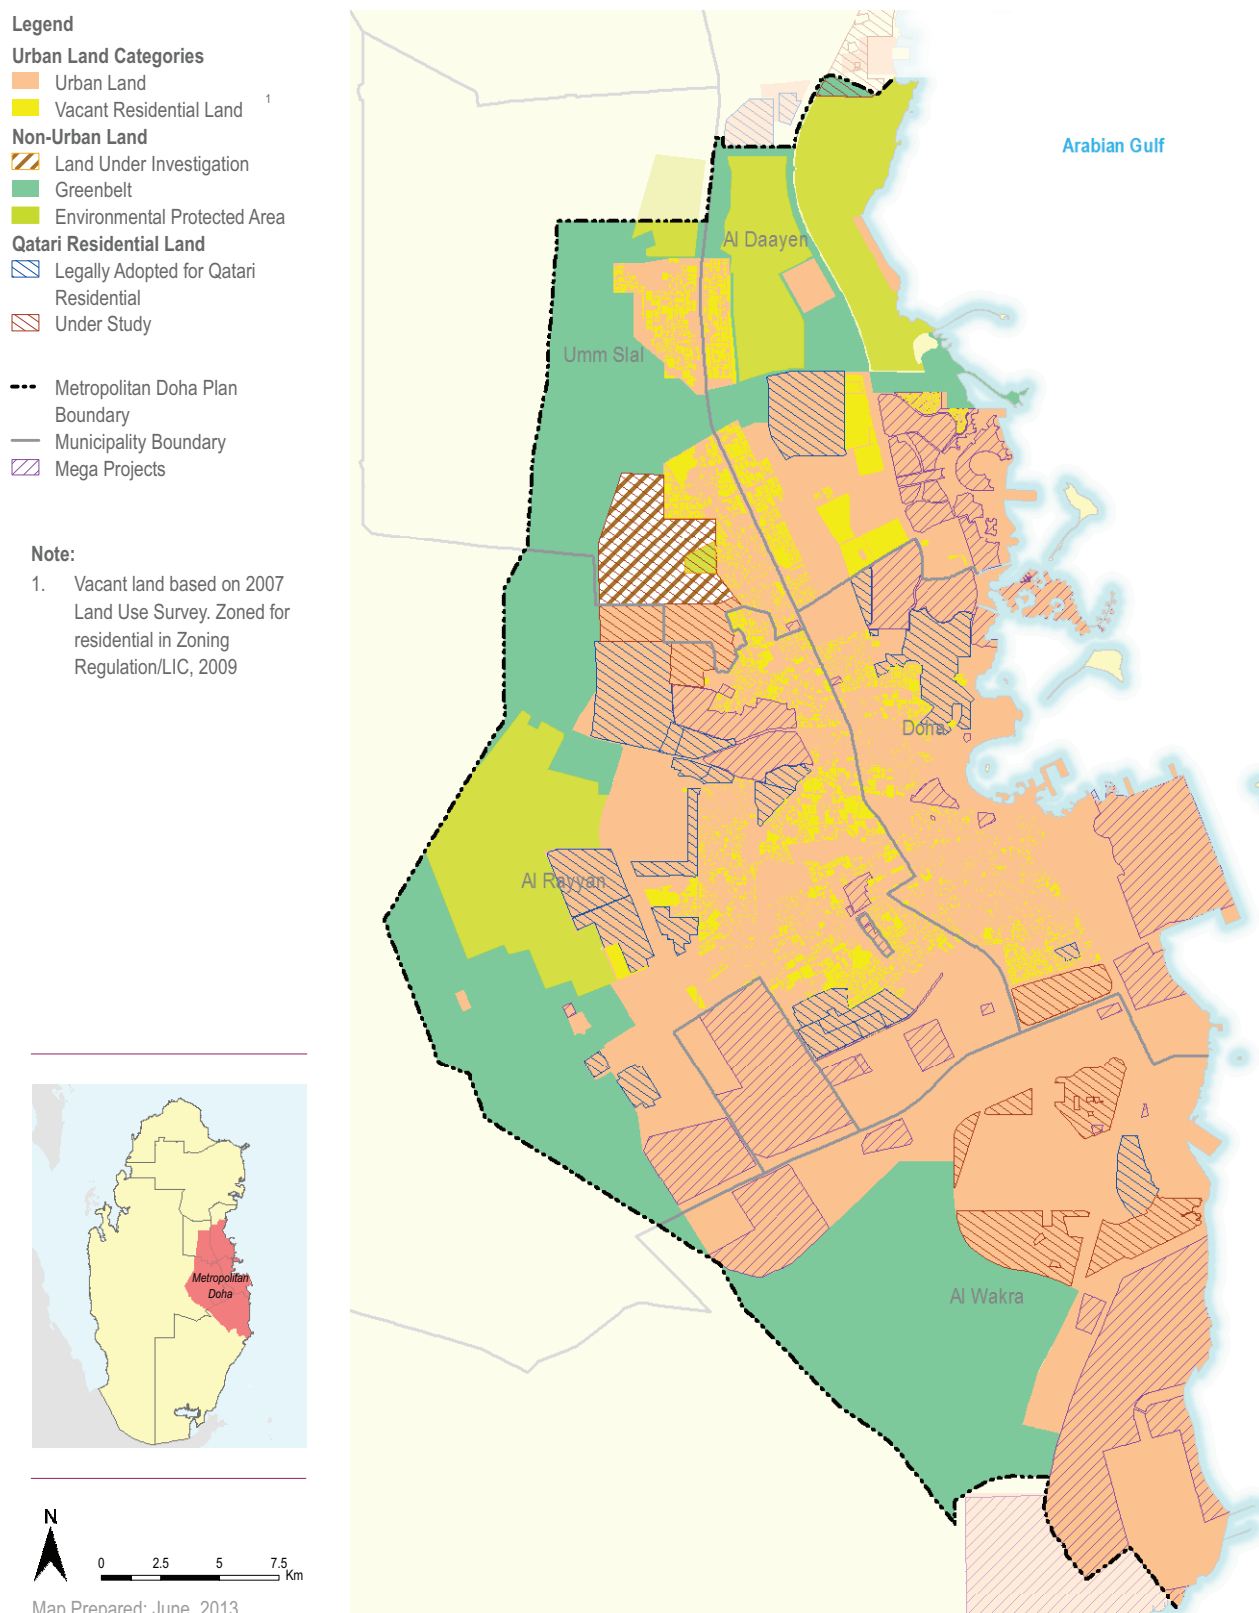 Legend
Urban Land Categories
Urban Land
Vacant Residential Land 1
Non-Urban Land
Land Under Investigation
Greenbelt
Environmental Protected Area
Qatari Residential Land
Legally Adopted for Qatari
Residential
Under Study
Metropolitan Doha Plan
Boundary
Municipality Boundary
Mega Projects
Note:
1. Vacant land based on 2007
Land Use Survey. Zoned for
residential in Zoning
Regulation/LIC, 2009
Arabian Gulf
Al Daayen
Umm Slal
Doha
Al Rayyan
Al Wakra
Metropolitan
Doha
N
0 2.5 5 7.5
Km
Map Prepared: June, 2013